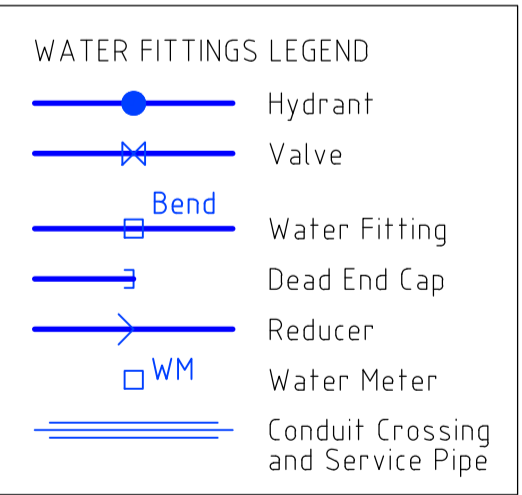 WATER FITTINGS LEGEND
Hydrant
Valve
Bend
Water Fitting
Dead End Cap
Reducer
WM
Water Meter
Conduit Crossing
and Service Pipe